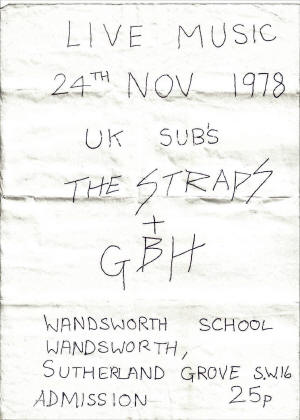 LIVE MUSIC
24TH NOV 1978
UK SUB'S
THE STRAPS
+
GBH
WANDSWORTH SCHOOL
WANDSWORTH,
SUTHERLAND GROVE S.W.16
ADMISSION 25p